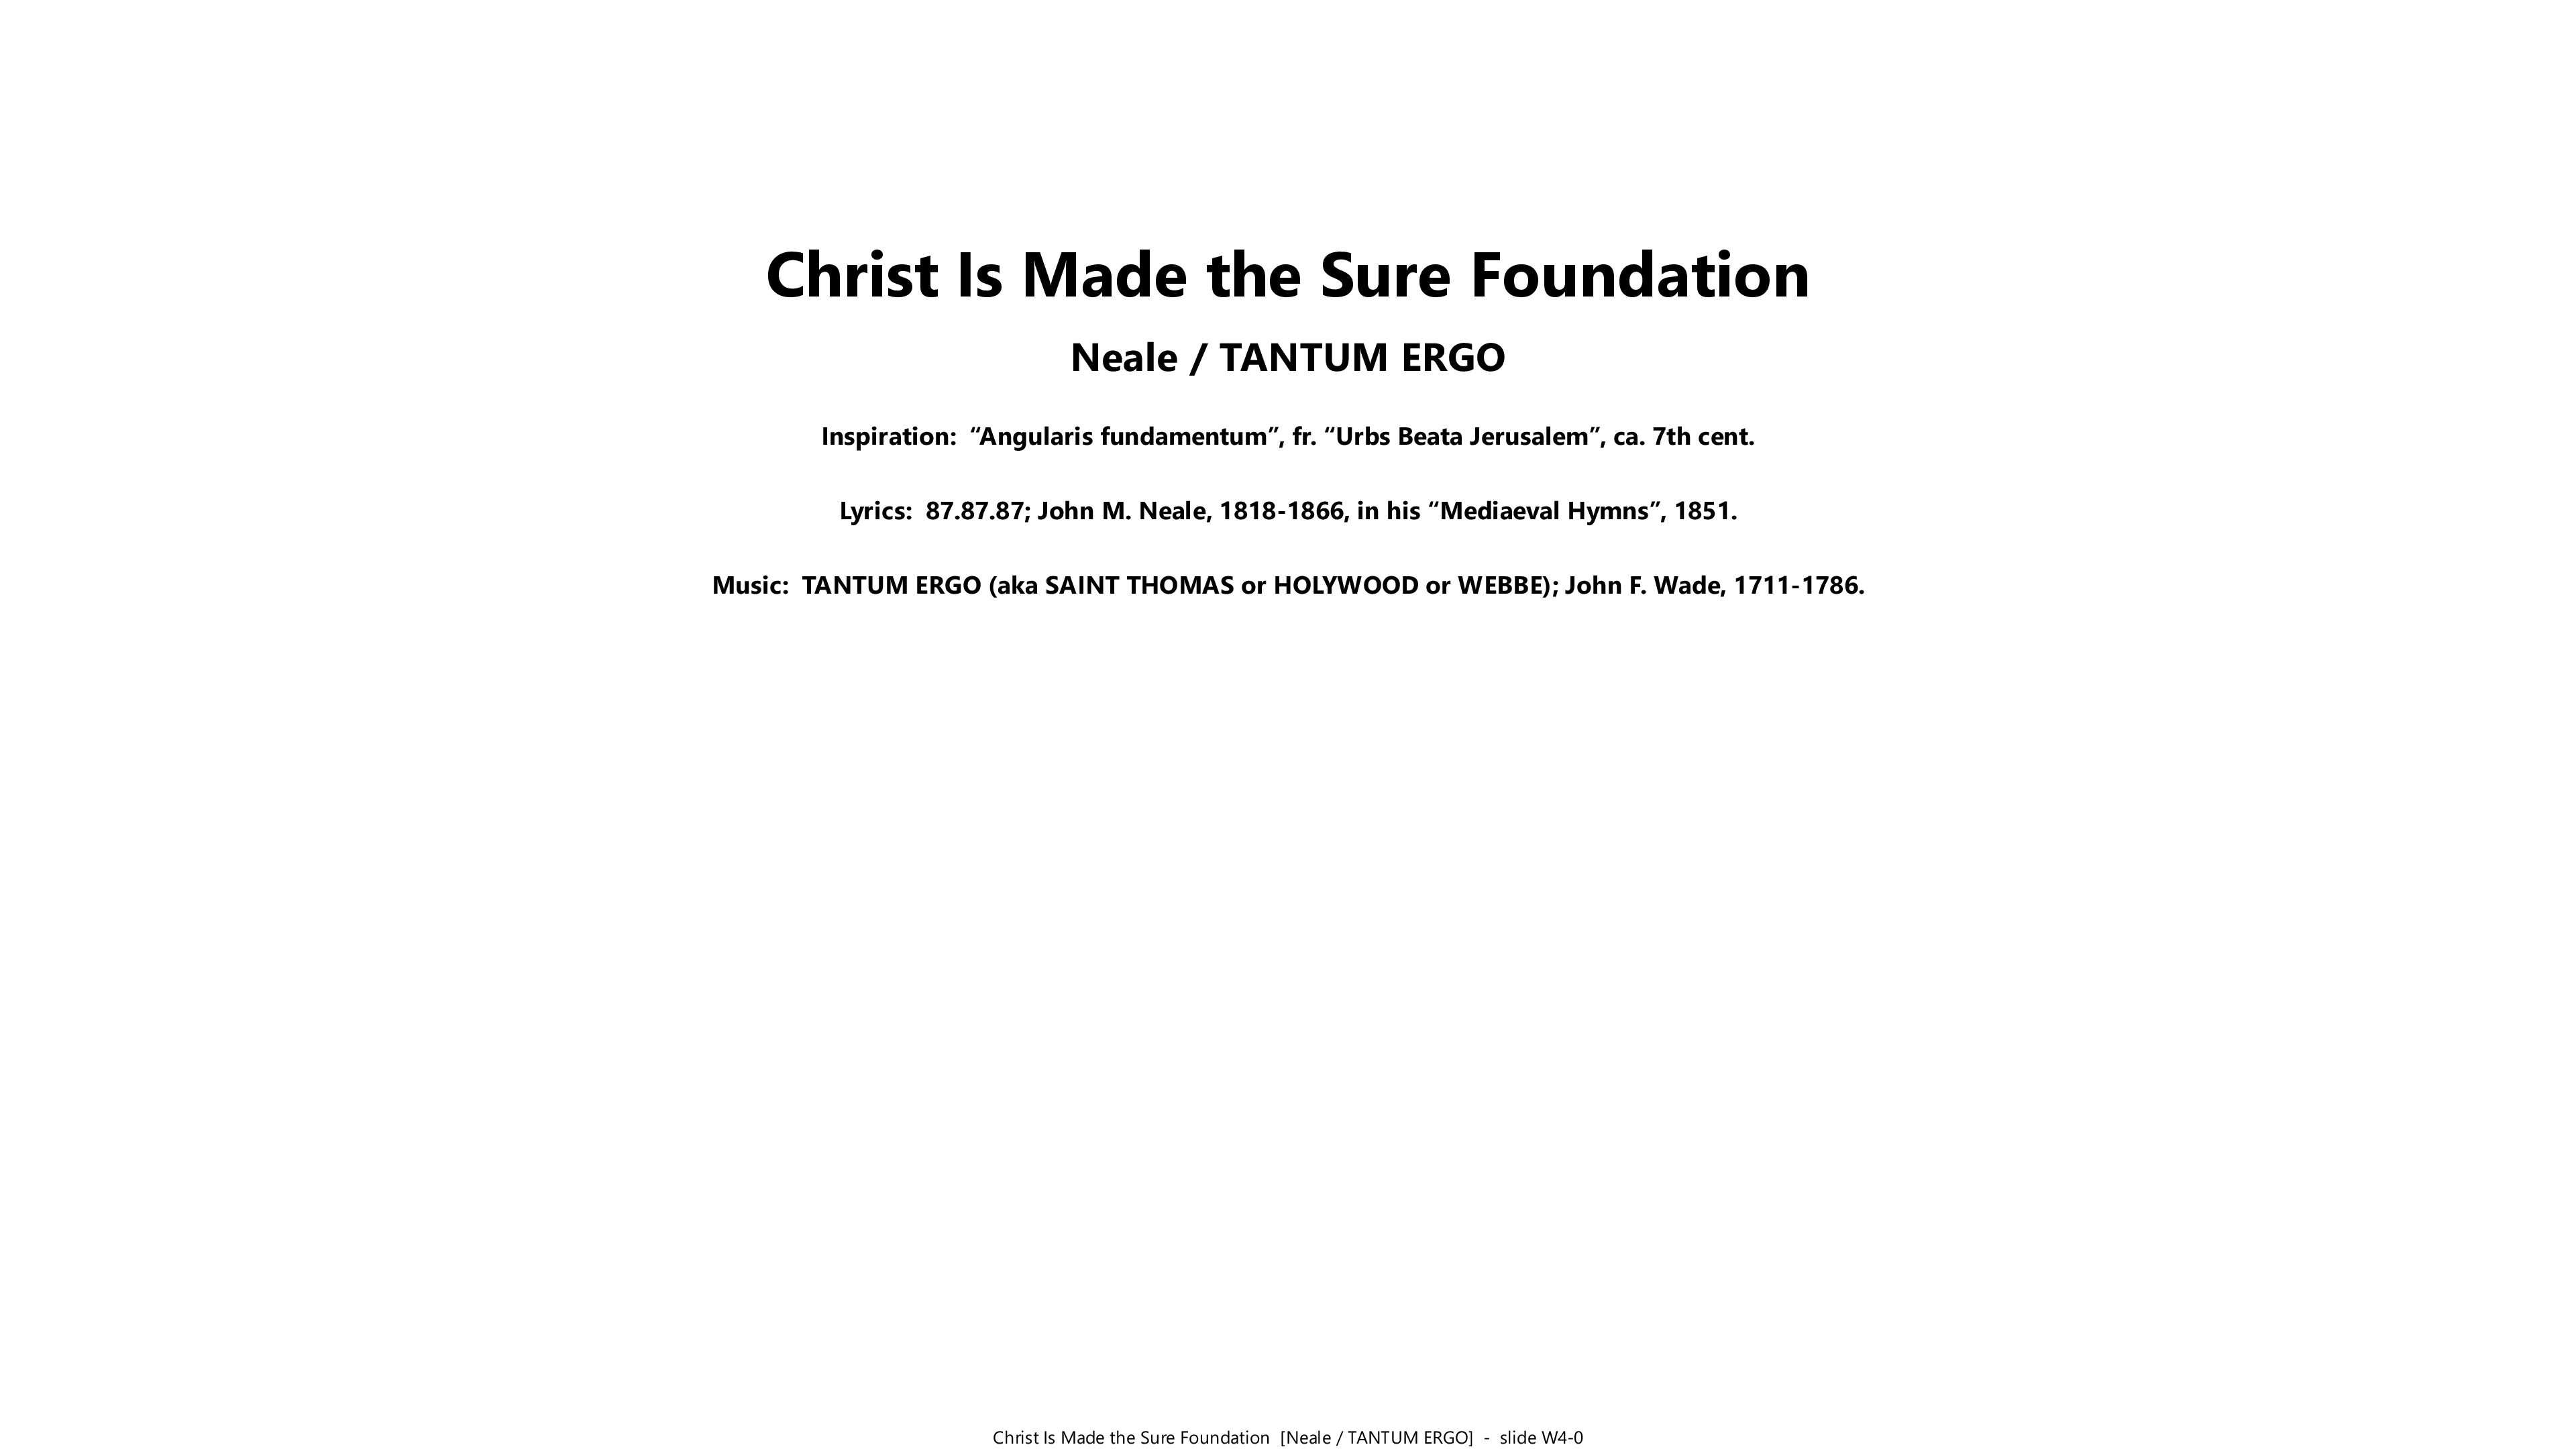 Christ Is Made the Sure Foundation
Neale / TANTUM ERGO
Inspiration:  “Angularis fundamentum”, fr. “Urbs Beata Jerusalem”, ca. 7th cent.
Lyrics:  87.87.87; John M. Neale, 1818-1866, in his “Mediaeval Hymns”, 1851.
Music:  TANTUM ERGO (aka SAINT THOMAS or HOLYWOOD or WEBBE); John F. Wade, 1711-1786.
Christ Is Made the Sure Foundation  [Neale / TANTUM ERGO]  -  slide W4-0